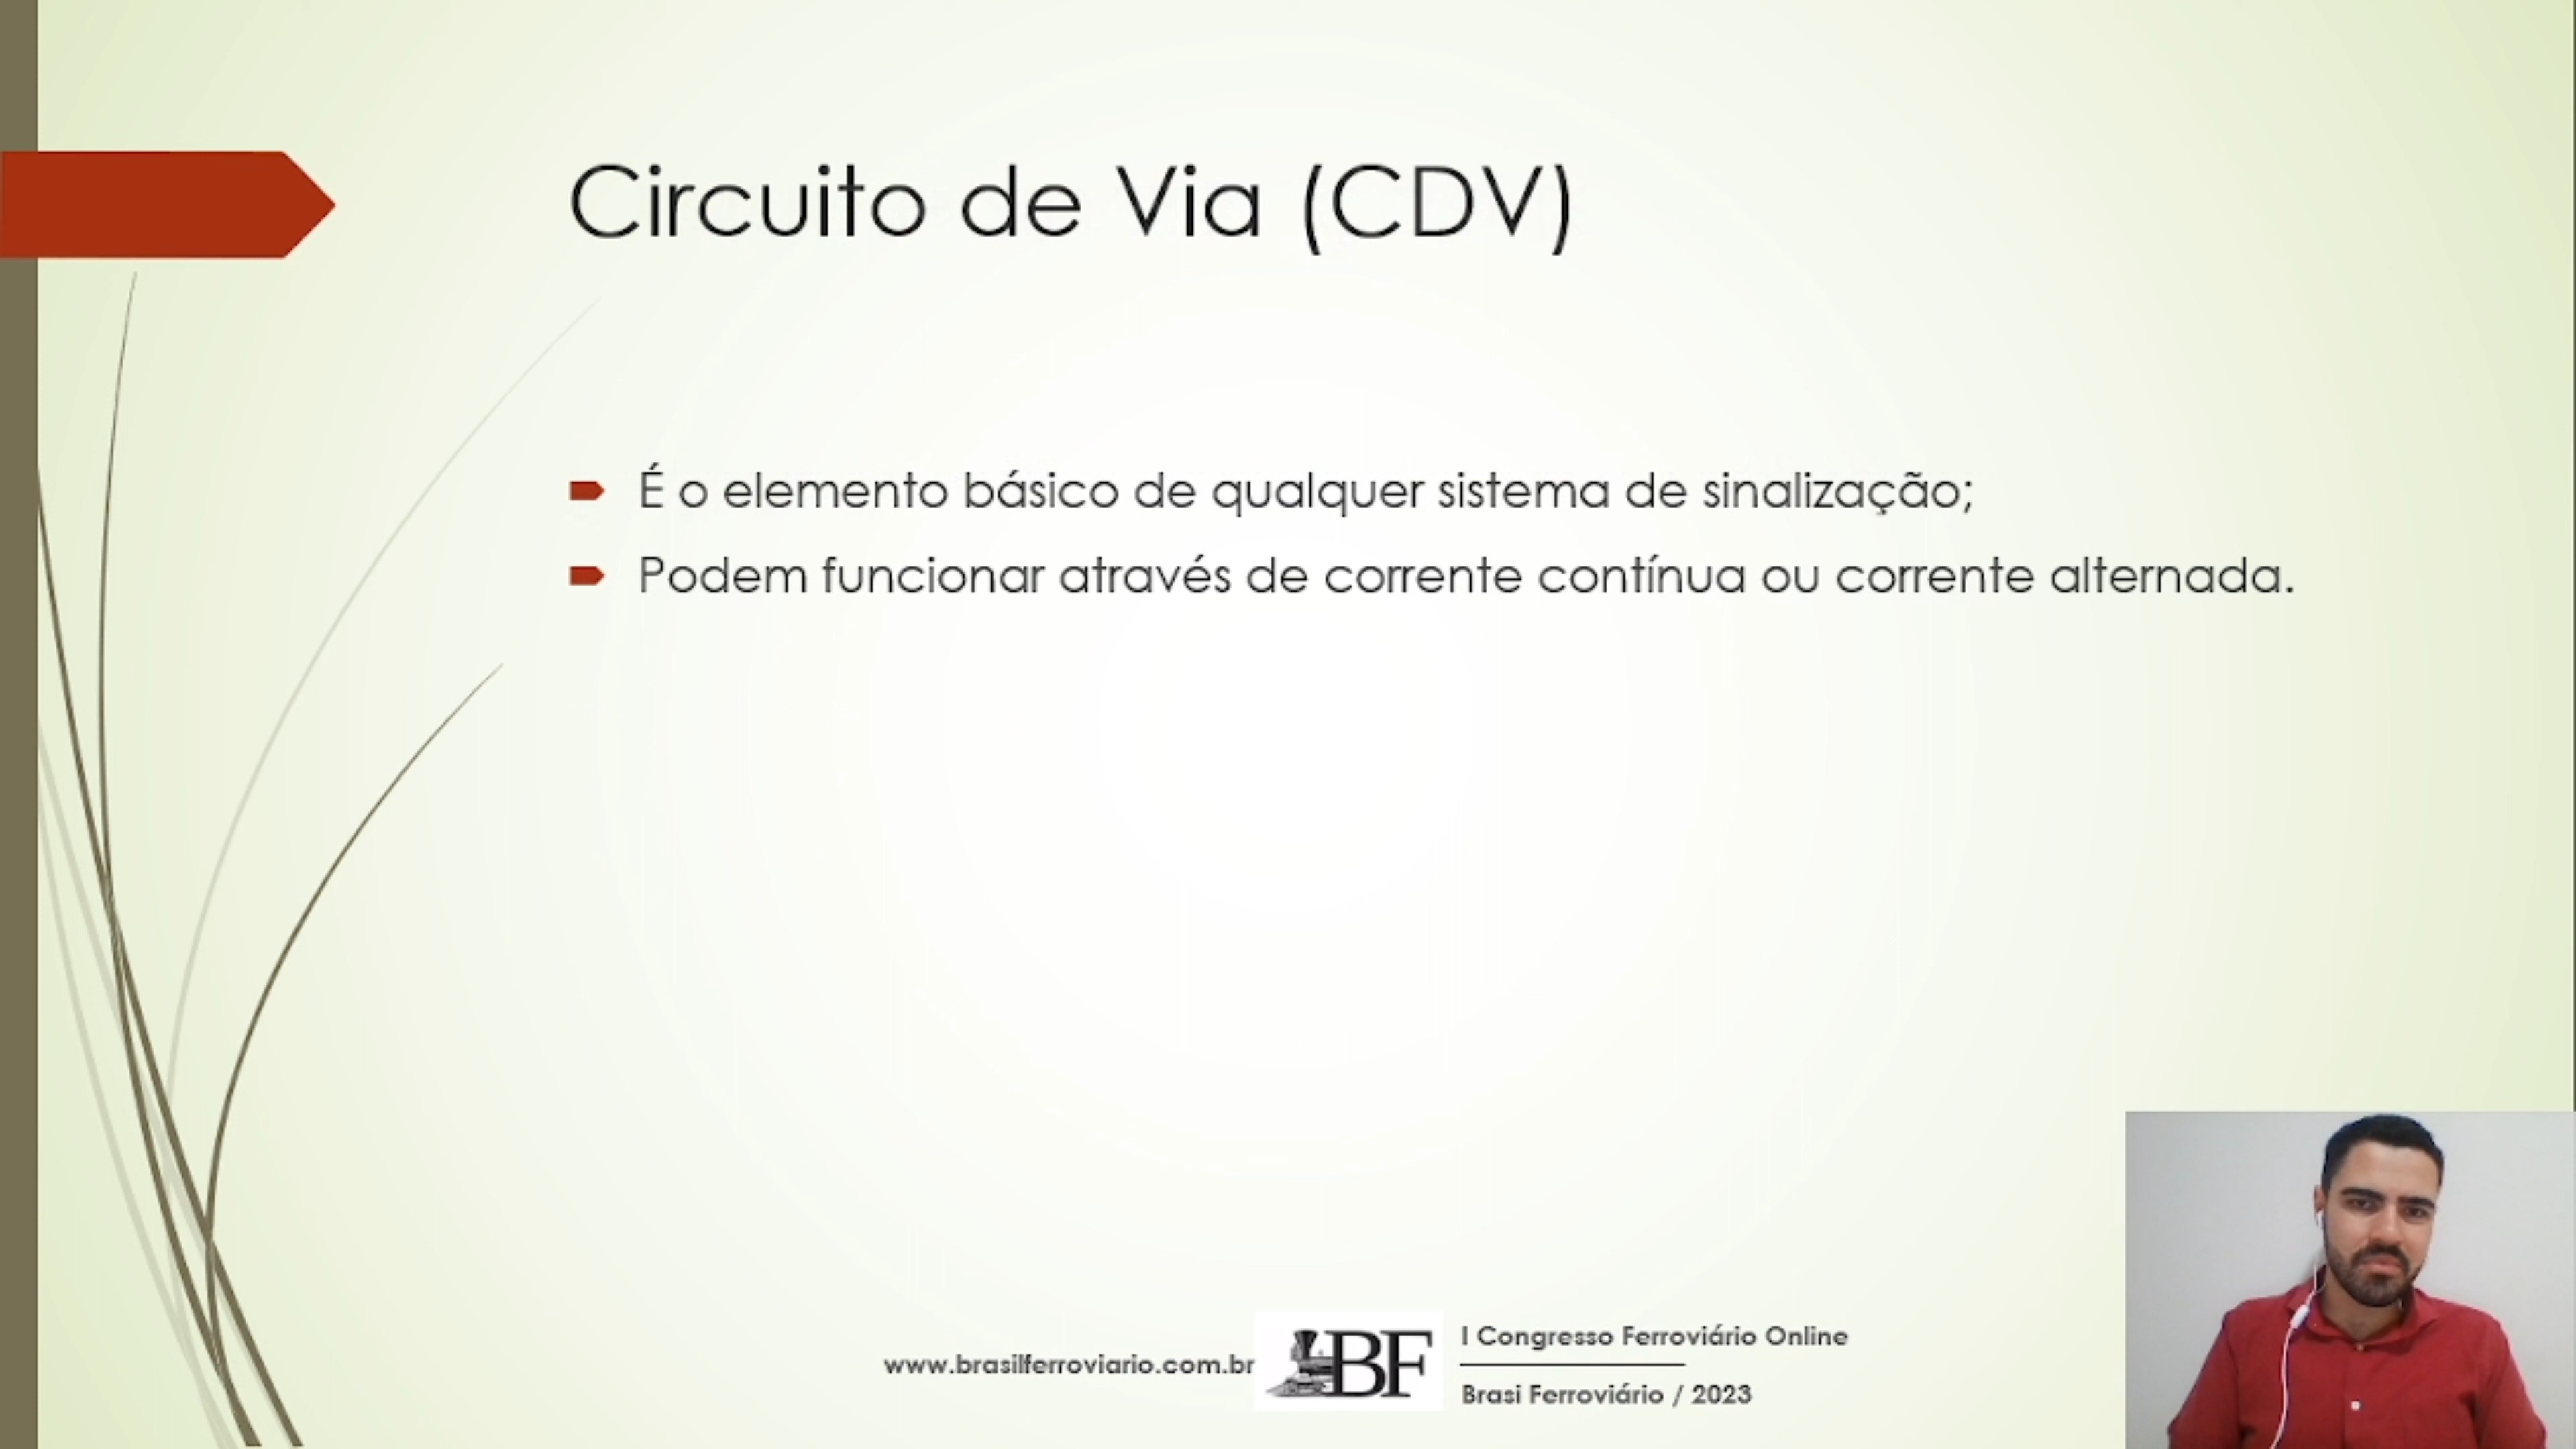 Circuito de Via (CDV)
É o elemento básico de qualquer sistema de sinalização;
Podem funcionar através de corrente contínua ou corrente alternada.
www.brasilferroviario.com.br
BF
I Congresso Ferroviário Online
Brasi Ferroviário / 2023